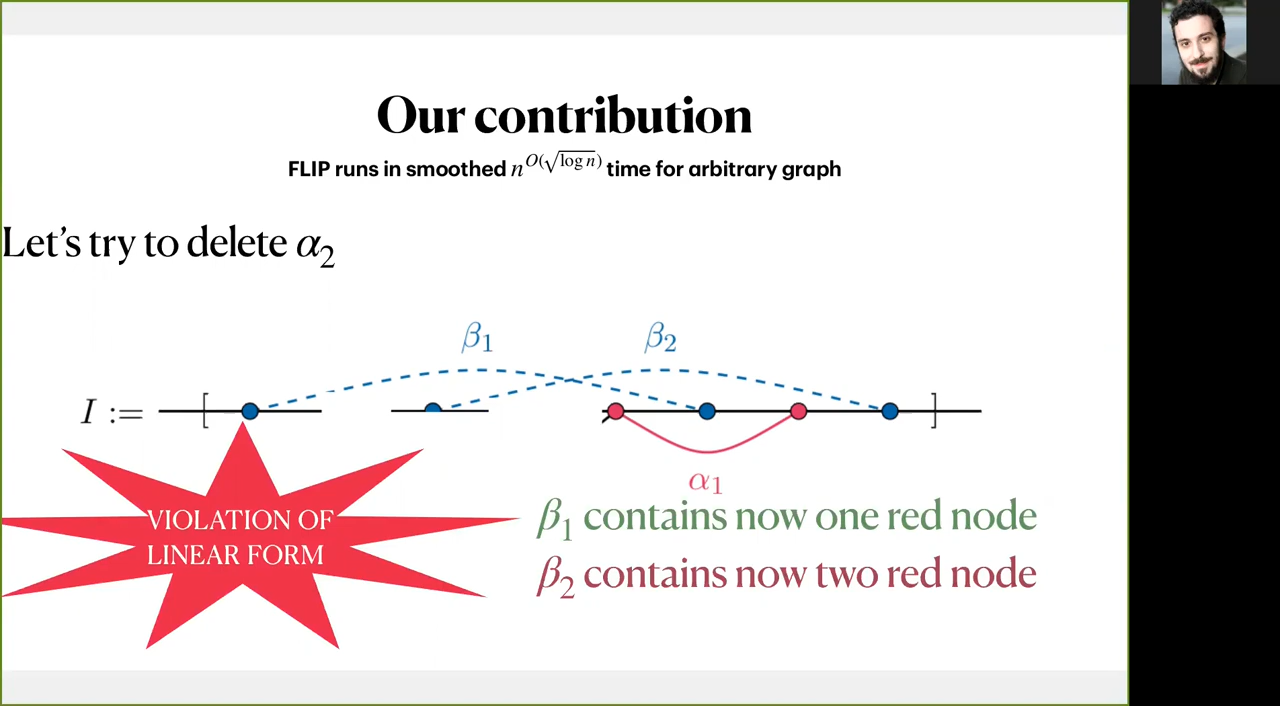 Our contribution
FLIP runs in smoothed n^{O(√log n)} time for arbitrary graph
Let's try to delete α₂
β₁ β₂
I := [ ]
α₁
VIOLATION OF
LINEAR FORM
β₁ contains now one red node
β₂ contains now two red node